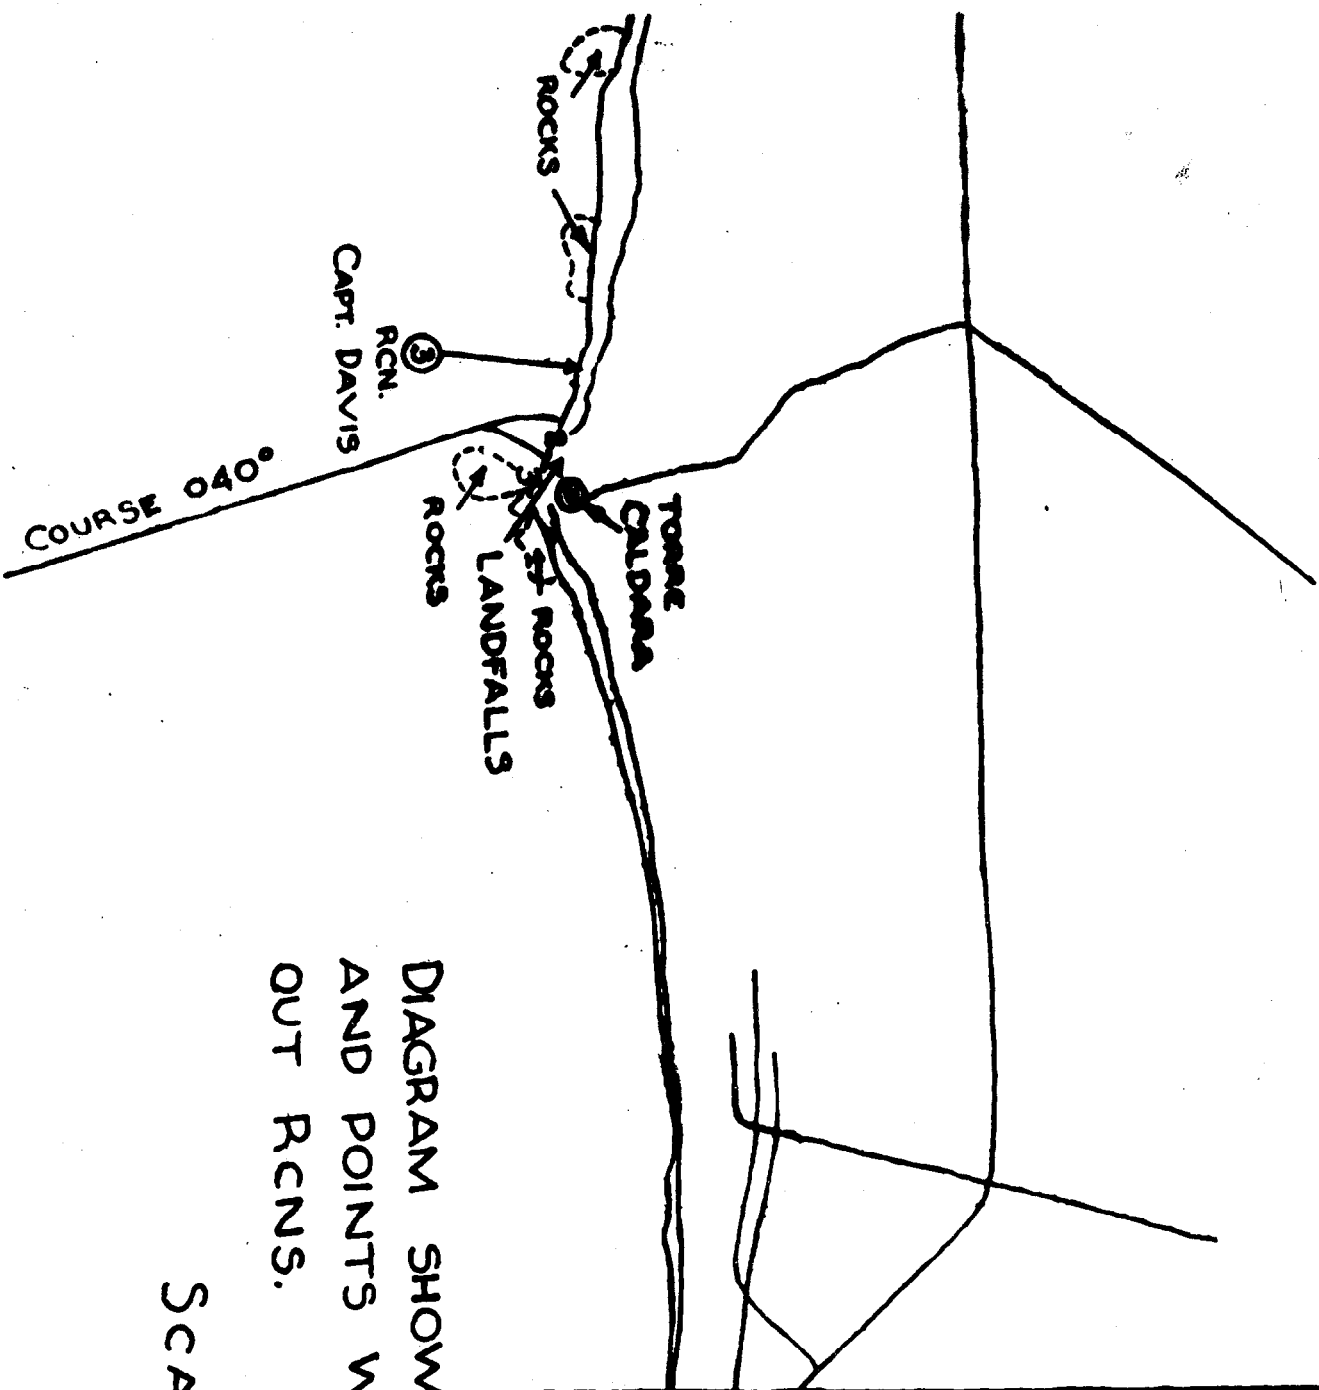 ROCKS
CAPT. DAVIS
RCN.
3
COURSE 040°
TORRE
CALDARA
ROCKS
ROCKS
LANDFALLS
DIAGRAM SHOW
AND POINTS W
OUT RCNS.
SCA